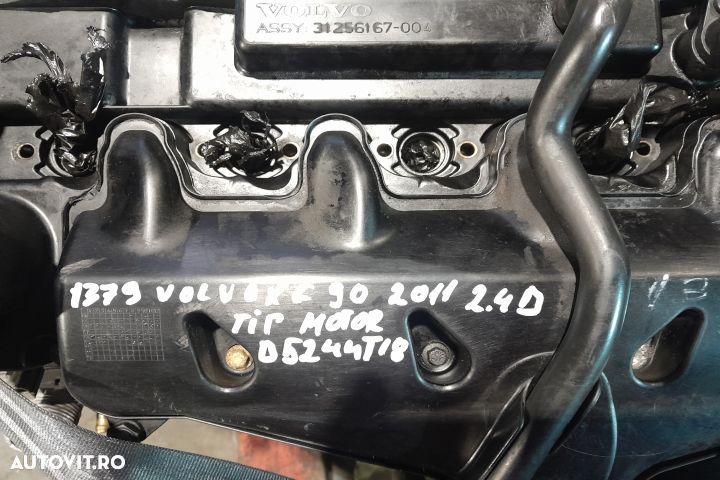 VOLVO
ASSY 31256167-004
1379 VOLVO XC 90 2011 2.4D
TIP MOTOR
D5244T18
AUTOVIT.RO